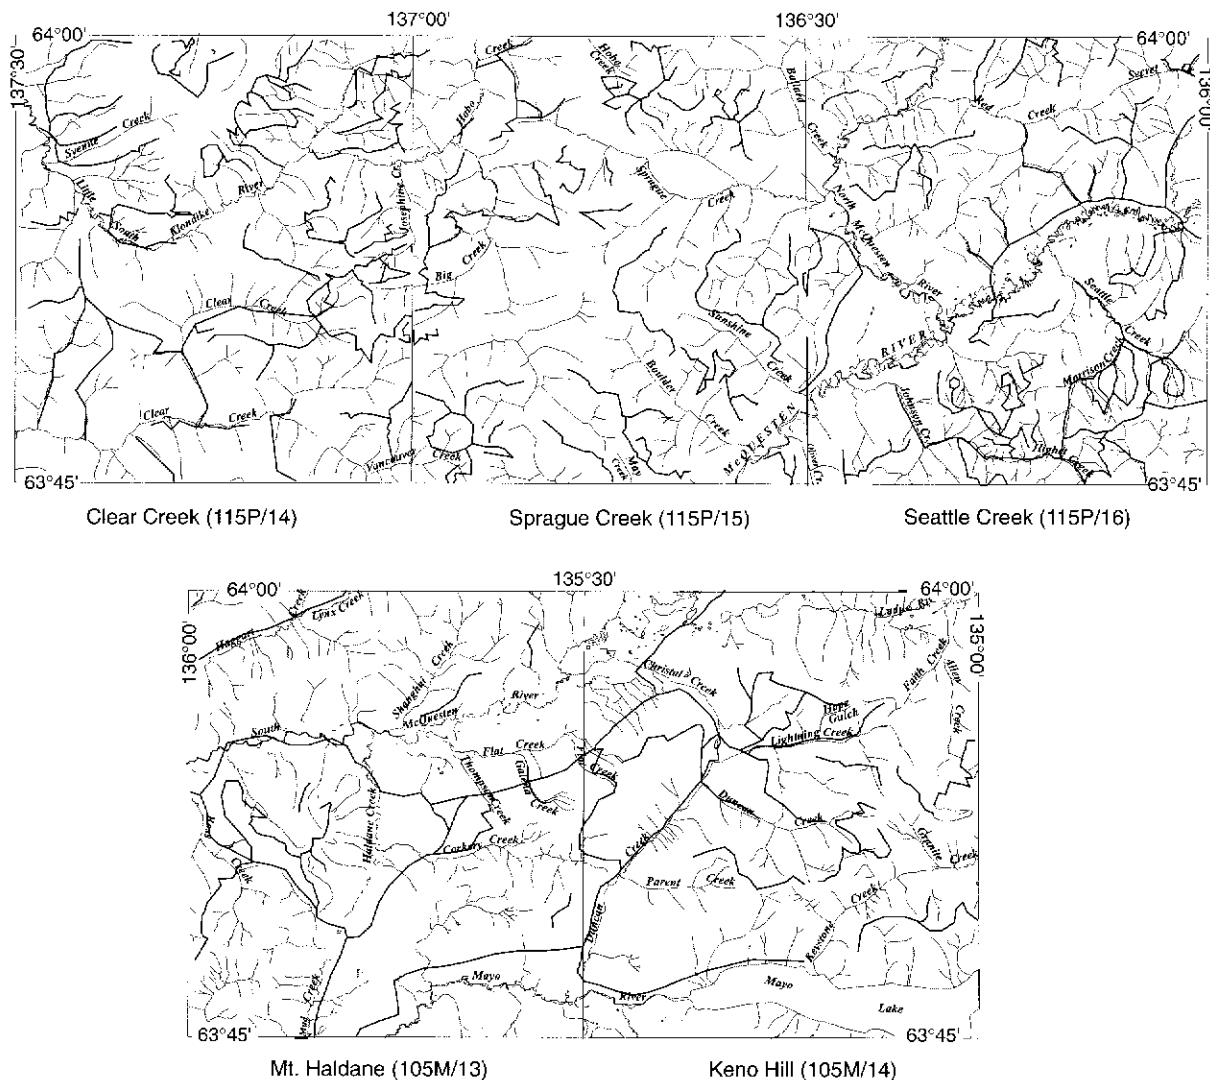 137°00'
136°30'
64°00'
64°00'
137°30'
136°00'
Creek
Hobo
Creek
Ballard
Creek
Secret Ck
Red
Creek
Hobo
Syenite
Creek
Little
South
Klondike
River
Josephine Cr.
Sprague
Creek
North
McQuesten
River
Big
Creek
Clear
Creek
Seattle
Creek
Sunshine
Creek
RIVER
Boulder
Creek
Morrison Creek
Johnson Cr.
Clear
Creek
McQUESTEN
Vancouver
Creek
May
Creek
Highet Creek
63°45'
63°45'
Clear Creek (115P/14)
Sprague Creek (115P/15)
Seattle Creek (115P/16)
64°00'
135°30'
64°00'
136°00'
135°00'
Creek
Lynx Creek
Haggart
Shanghai
Creek
Christal Creek
Faith Creek
Allen
Creek
River
McQuesten
South
Hope
Gulch
Lightning Creek
Flat
Creek
Thompson
Creek
Galena
Creek
Creek
Haldane Creek
Duncan
Creek
Corkery
Creek
Creek
Granite
Creek
Creek
Parent
Creek
Duncan
Keystone
Creek
Mayo
River
Mayo
Lake
Creek
63°45'
63°45'
Mt. Haldane (105M/13)
Keno Hill (105M/14)